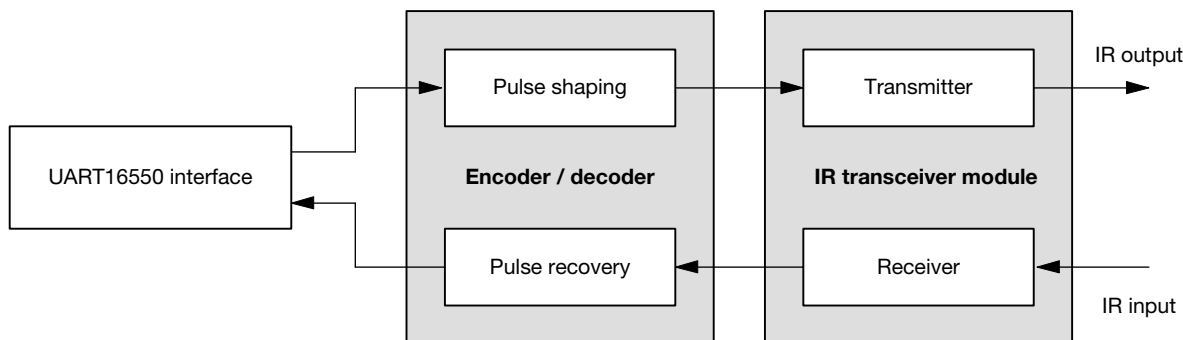 IR output
Pulse shaping
Transmitter
UART16550 interface
Encoder / decoder
IR transceiver module
Pulse recovery
Receiver
IR input